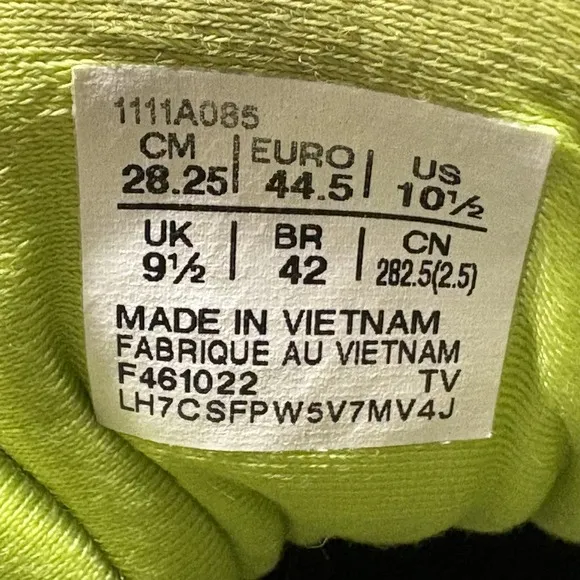 1111A085
CM | EURO | US
28.25 | 44.5 | 10½
UK | BR | CN
9½ | 42 | 282.5(2.5)
MADE IN VIETNAM
FABRIQUE AU VIETNAM
F461022 TV
LH7CSFPW5V7MV4J